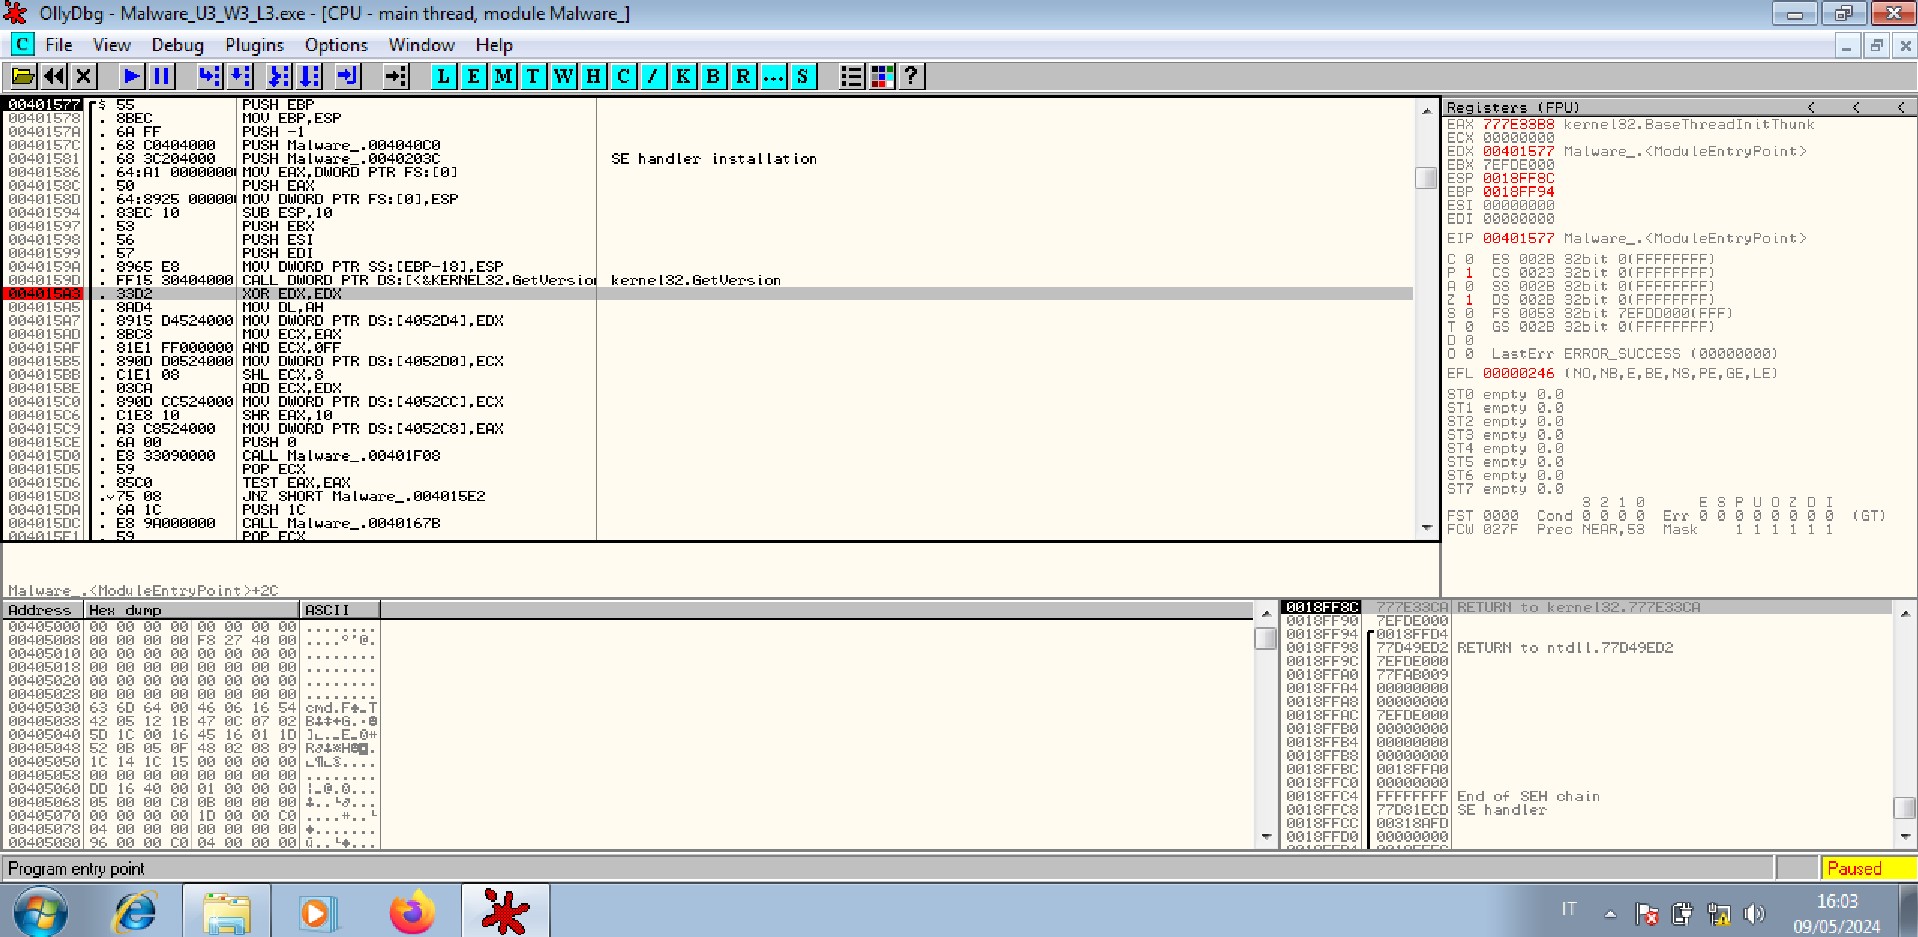 OllyDbg - Malware_U3_W3_L3.exe - [CPU - main thread, module Malware_]
C File View Debug Plugins Options Window Help
L E M T W H C / K B R ... S ?
00401577 $ 55 PUSH EBP
00401578 . 8BEC MOV EBP,ESP
0040157A . 6A FF PUSH -1
0040157C . 68 C0404000 PUSH Malware_.004040C0
00401581 . 68 3C204000 PUSH Malware_.0040203C SE handler installation
00401586 . 64:A1 00000000 MOV EAX,DWORD PTR FS:[0]
0040158C . 50 PUSH EAX
0040158D . 64:8925 000000 MOV DWORD PTR FS:[0],ESP
00401594 . 83EC 10 SUB ESP,10
00401597 . 53 PUSH EBX
00401598 . 56 PUSH ESI
00401599 . 57 PUSH EDI
0040159A . 8965 E8 MOV DWORD PTR SS:[EBP-18],ESP
0040159D . FF15 30404000 CALL DWORD PTR DS:[<&KERNEL32.GetVersion kernel32.GetVersion
004015A3 . 33D2 XOR EDX,EDX
004015A5 . 8AD4 MOV DL,AH
004015A7 . 8915 D4524000 MOV DWORD PTR DS:[4052D4],EDX
004015AD . 8BC8 MOV ECX,EAX
004015AF . 81E1 FF000000 AND ECX,0FF
004015B5 . 890D D0524000 MOV DWORD PTR DS:[4052D0],ECX
004015BB . C1E1 08 SHL ECX,8
004015BE . 03CA ADD ECX,EDX
004015C0 . 890D CC524000 MOV DWORD PTR DS:[4052CC],ECX
004015C6 . C1E8 10 SHR EAX,10
004015C9 . A3 C8524000 MOV DWORD PTR DS:[4052C8],EAX
004015CE . 6A 00 PUSH 0
004015D0 . E8 33090000 CALL Malware_.00401F08
004015D5 . 59 POP ECX
004015D6 . 85C0 TEST EAX,EAX
004015D8 . 75 08 JNZ SHORT Malware_.004015E2
004015DA . 6A 1C PUSH 1C
004015DC . E8 9A000000 CALL Malware_.0040167B
004015E1 . 59 POP ECX
Malware_.<ModuleEntryPoint>+2C
Registers (FPU) < < <
EAX 777E33B8 kernel32.BaseThreadInitThunk
ECX 00000000
EDX 00401577 Malware_.<ModuleEntryPoint>
EBX 7EFDE000
ESP 0018FF8C
EBP 0018FF94
ESI 00000000
EDI 00000000
EIP 00401577 Malware_.<ModuleEntryPoint>
C 0 ES 002B 32bit 0(FFFFFFFF)
P 1 CS 0023 32bit 0(FFFFFFFF)
A 0 SS 002B 32bit 0(FFFFFFFF)
Z 1 DS 002B 32bit 0(FFFFFFFF)
S 0 FS 0053 32bit 7EFDD000(FFF)
T 0 GS 002B 32bit 0(FFFFFFFF)
D 0
O 0 LastErr ERROR_SUCCESS (00000000)
EFL 00000246 (NO,NB,E,BE,NS,PE,GE,LE)
ST0 empty 0.0
ST1 empty 0.0
ST2 empty 0.0
ST3 empty 0.0
ST4 empty 0.0
ST5 empty 0.0
ST6 empty 0.0
ST7 empty 0.0
3 2 1 0 E S P U O Z D I
FST 0000 Cond 0 0 0 0 Err 0 0 0 0 0 0 0 0 (GT)
FCW 027F Prec NEAR,53 Mask 1 1 1 1 1 1
Address Hex dump ASCII
00405000 00 00 00 00 00 00 00 00 ........
00405008 00 00 00 00 F8 27 40 00 ....°'@.
00405010 00 00 00 00 00 00 00 00 ........
00405018 00 00 00 00 00 00 00 00 ........
00405020 00 00 00 00 00 00 00 00 ........
00405028 00 00 00 00 00 00 00 00 ........
00405030 63 6D 64 00 46 06 16 54 cmd.F♠_T
00405038 42 05 12 1B 47 0C 07 02
00405040 5D 1C 00 16 45 16 01 1D
00405048 52 0B 05 0F 48 02 08 09
00405050 1C 14 1C 15 00 00 00 00
00405058 00 00 00 00 00 00 00 00 ........
00405060 DD 16 40 00 01 00 00 00
00405068 05 00 00 C0 0B 00 00 00
00405070 00 00 00 00 1D 00 00 C0
00405078 04 00 00 00 00 00 00 00 ♦.......
00405080 96 00 00 C0 04 00 00 00
0018FF8C 777E33CA RETURN to kernel32.777E33CA
0018FF90 7EFDE000
0018FF94 0018FFD4
0018FF98 77D49ED2 RETURN to ntdll.77D49ED2
0018FF9C 7EFDE000
0018FFA0 77FAB009
0018FFA4 00000000
0018FFA8 00000000
0018FFAC 7EFDE000
0018FFB0 00000000
0018FFB4 00000000
0018FFB8 00000000
0018FFBC 0018FFA0
0018FFC0 00000000
0018FFC4 FFFFFFFF End of SEH chain
0018FFC8 77D81ECD SE handler
0018FFCC 00318AFD
0018FFD0 00000000
Program entry point
Paused
IT
16:03
09/05/2024